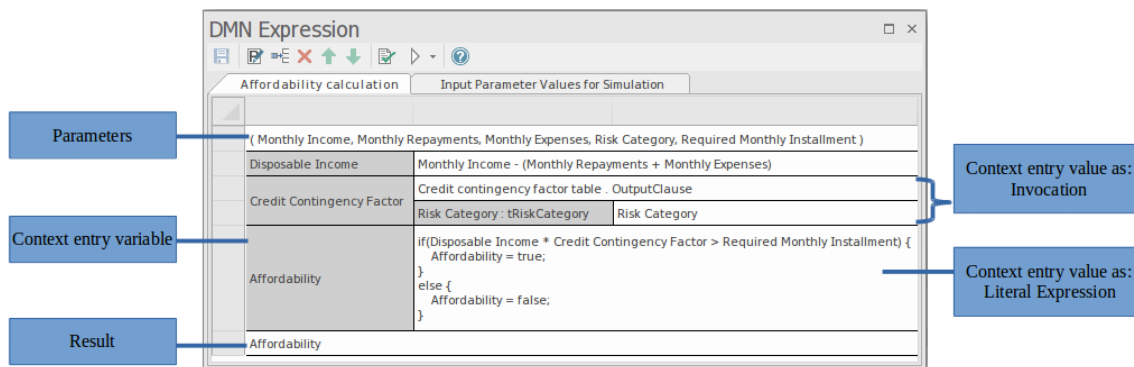 DMN Expression
Affordability calculation
Input Parameter Values for Simulation
Parameters
( Monthly Income, Monthly Repayments, Monthly Expenses, Risk Category, Required Monthly Installment )
Disposable Income
Monthly Income - (Monthly Repayments + Monthly Expenses)
Credit Contingency Factor
Credit contingency factor table . OutputClause
Risk Category : tRiskCategory
Risk Category
Context entry value as:
Invocation
Context entry variable
Affordability
if(Disposable Income * Credit Contingency Factor > Required Monthly Installment) {
Affordability = true;
}
else {
Affordability = false;
}
Context entry value as:
Literal Expression
Result
Affordability